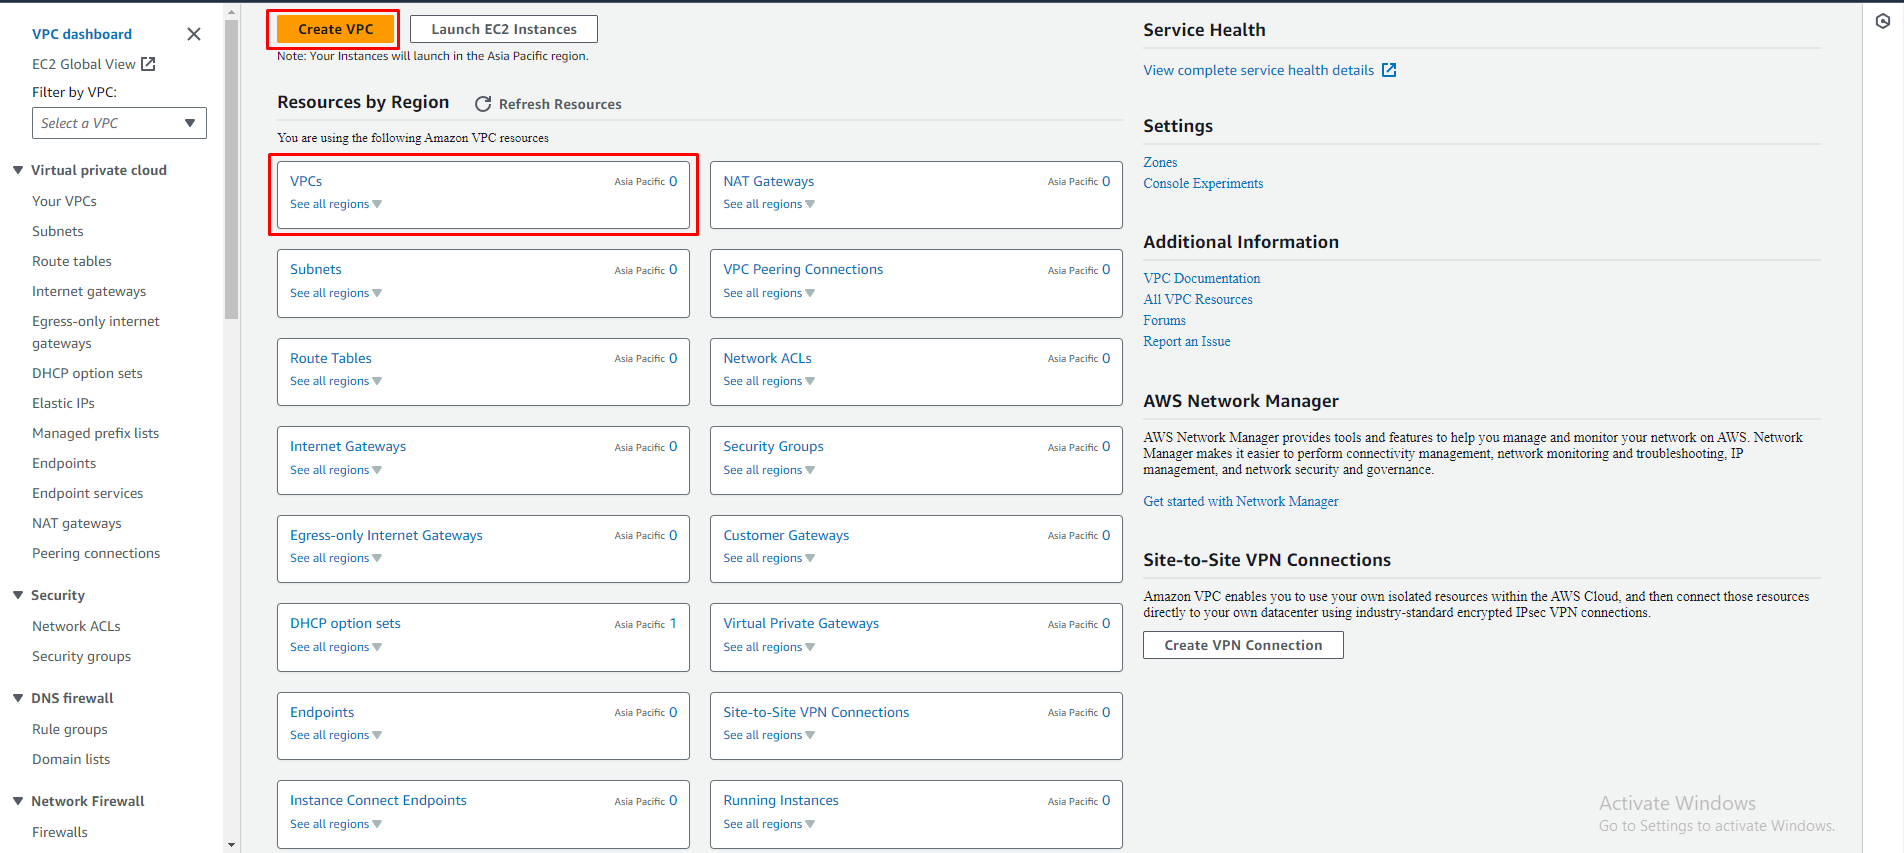 VPC dashboard
EC2 Global View
Filter by VPC:
Select a VPC
Virtual private cloud
Your VPCs
Subnets
Route tables
Internet gateways
Egress-only internet
gateways
DHCP option sets
Elastic IPs
Managed prefix lists
Endpoints
Endpoint services
NAT gateways
Peering connections
Security
Network ACLs
Security groups
DNS firewall
Rule groups
Domain lists
Network Firewall
Firewalls
Create VPC
Launch EC2 Instances
Note: Your Instances will launch in the Asia Pacific region.
Resources by Region
Refresh Resources
You are using the following Amazon VPC resources
VPCs Asia Pacific 0
See all regions
NAT Gateways Asia Pacific 0
See all regions
Subnets Asia Pacific 0
See all regions
VPC Peering Connections Asia Pacific 0
See all regions
Route Tables Asia Pacific 0
See all regions
Network ACLs Asia Pacific 0
See all regions
Internet Gateways Asia Pacific 0
See all regions
Security Groups Asia Pacific 0
See all regions
Egress-only Internet Gateways Asia Pacific 0
See all regions
Customer Gateways Asia Pacific 0
See all regions
DHCP option sets Asia Pacific 1
See all regions
Virtual Private Gateways Asia Pacific 0
See all regions
Endpoints Asia Pacific 0
See all regions
Site-to-Site VPN Connections Asia Pacific 0
See all regions
Instance Connect Endpoints Asia Pacific 0
See all regions
Running Instances Asia Pacific 0
See all regions
Service Health
View complete service health details
Settings
Zones
Console Experiments
Additional Information
VPC Documentation
All VPC Resources
Forums
Report an Issue
AWS Network Manager
AWS Network Manager provides tools and features to help you manage and monitor your network on AWS. Network
Manager makes it easier to perform connectivity management, network monitoring and troubleshooting, IP
management, and network security and governance.
Get started with Network Manager
Site-to-Site VPN Connections
Amazon VPC enables you to use your own isolated resources within the AWS Cloud, and then connect those resources
directly to your own datacenter using industry-standard encrypted IPsec VPN connections.
Create VPN Connection
Activate Windows
Go to Settings to activate Windows.